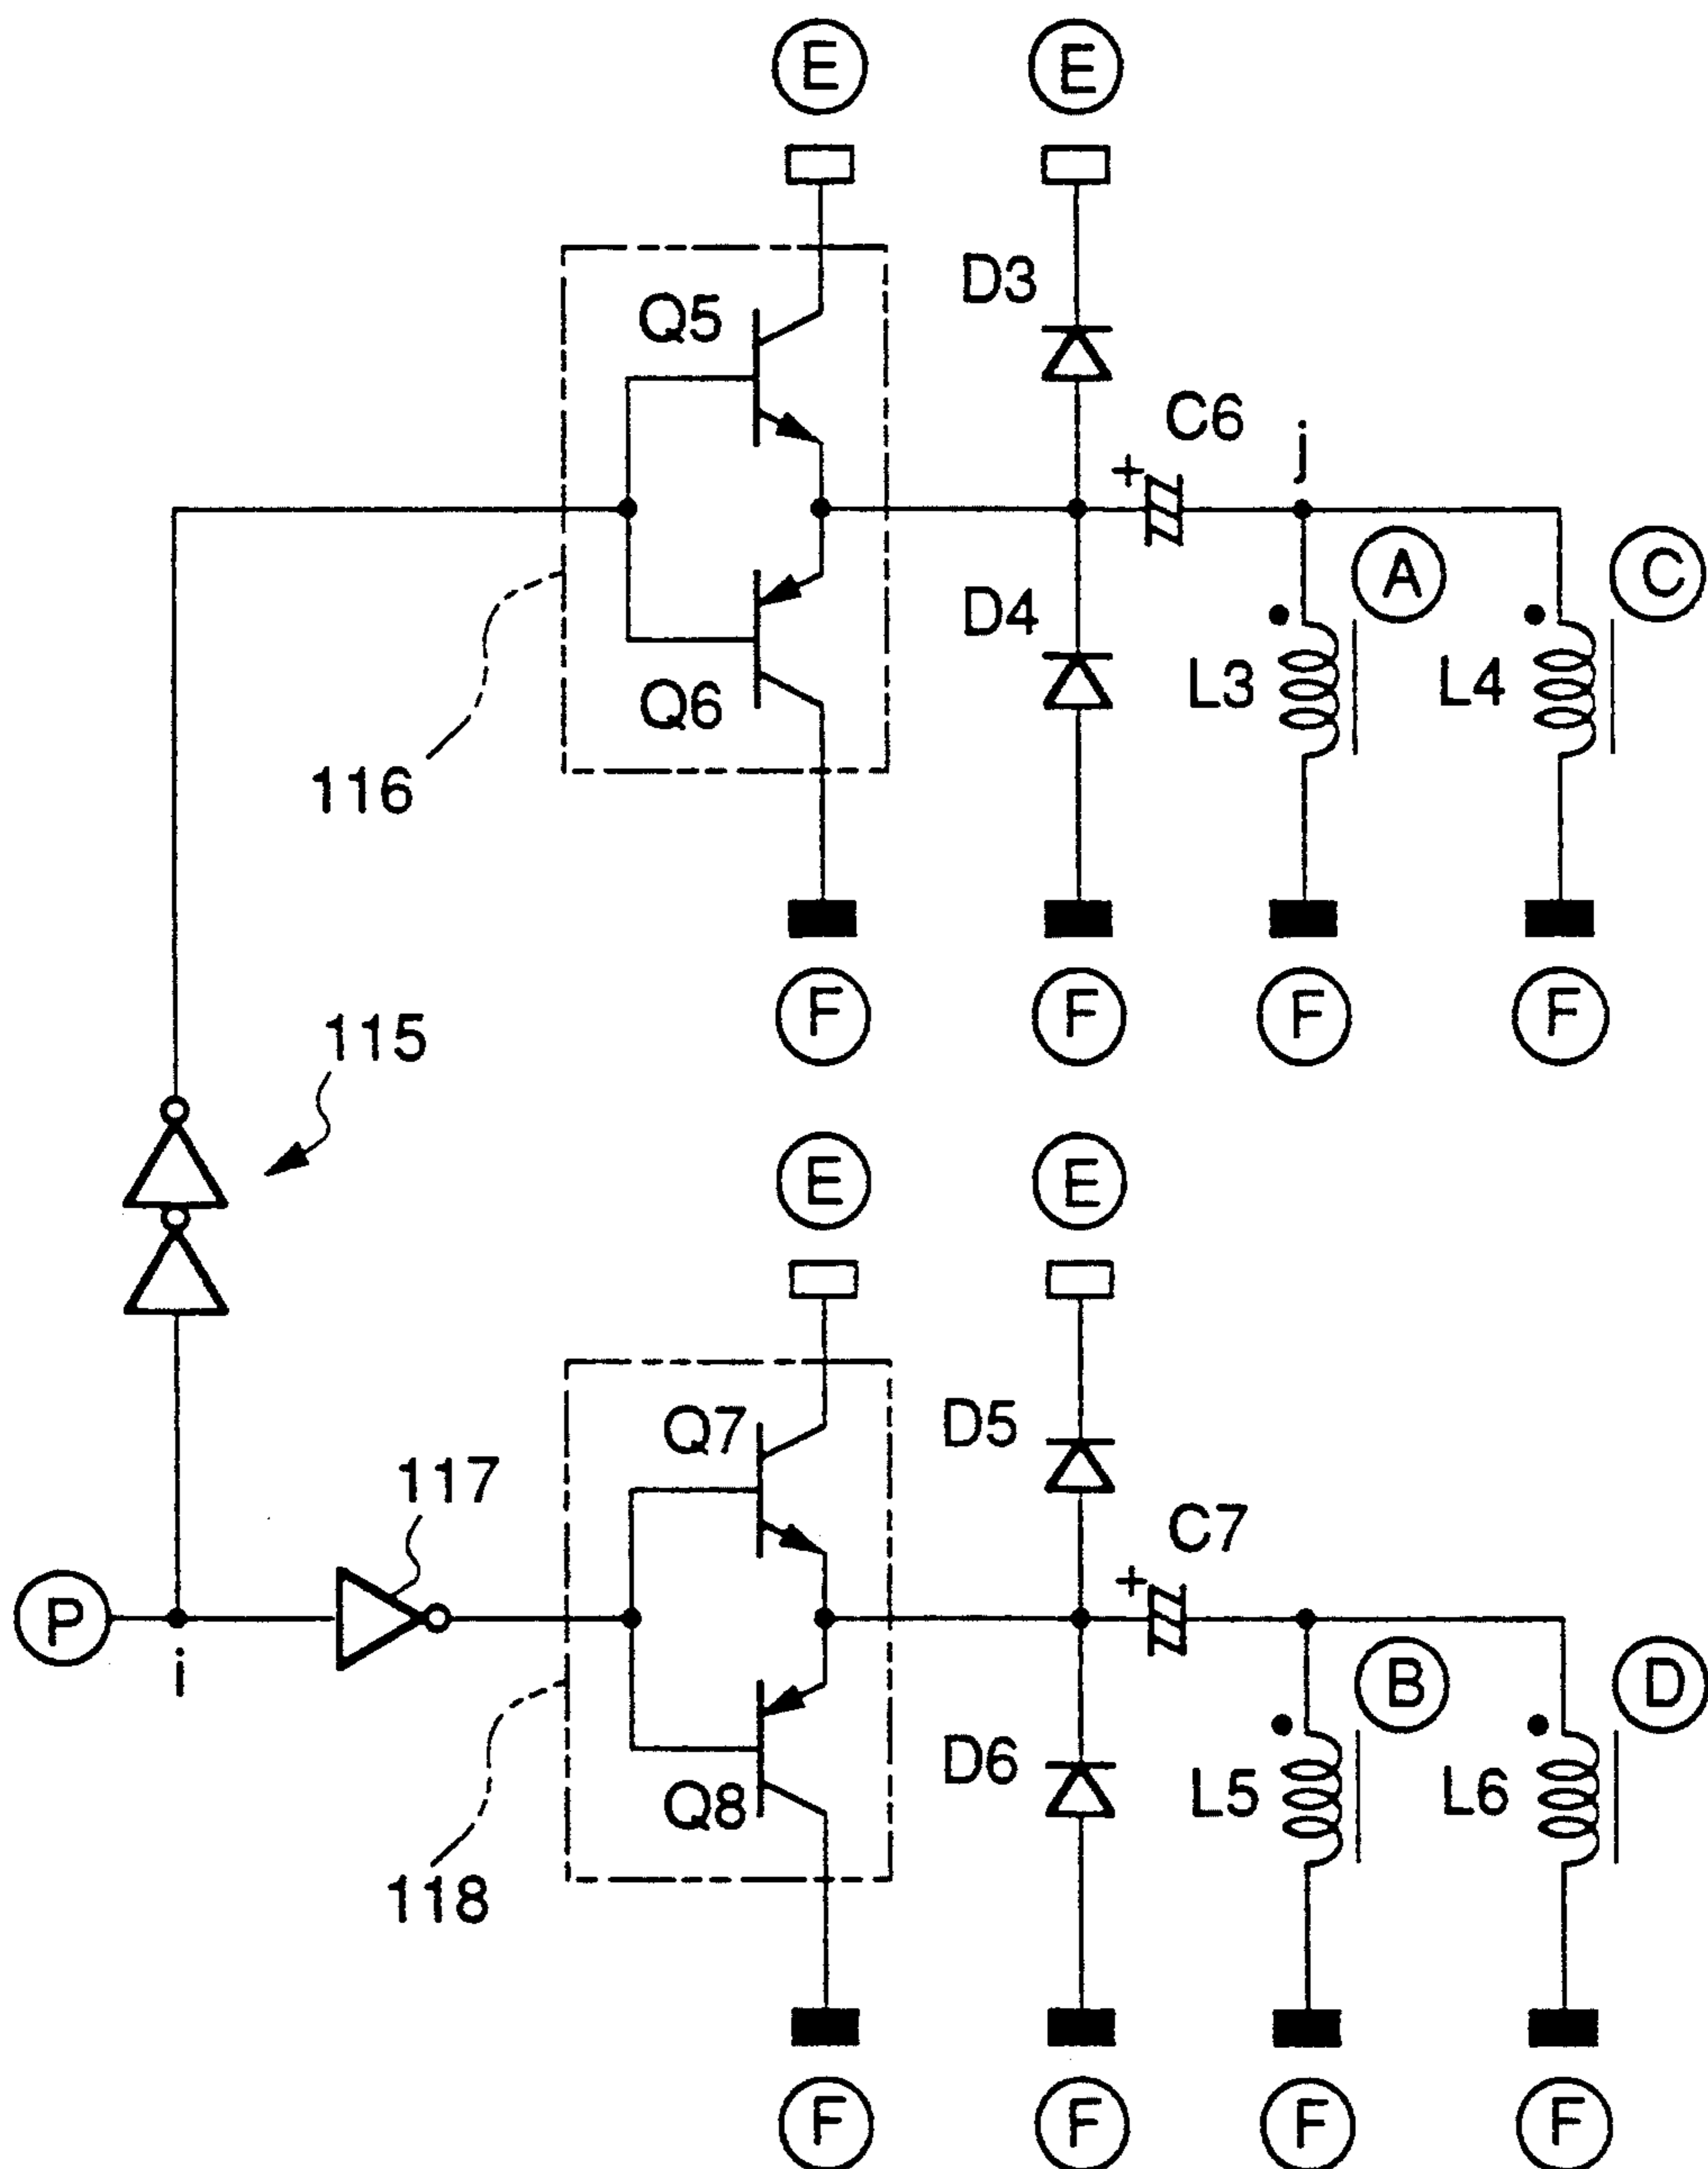 E E
D3
Q5
C6
+ j
A C
D4
L3 L4
Q6
116
F F F F
115
E E
Q7 D5
117
C7
+
P
i
B D
D6
L5 L6
Q8
118
F F F F